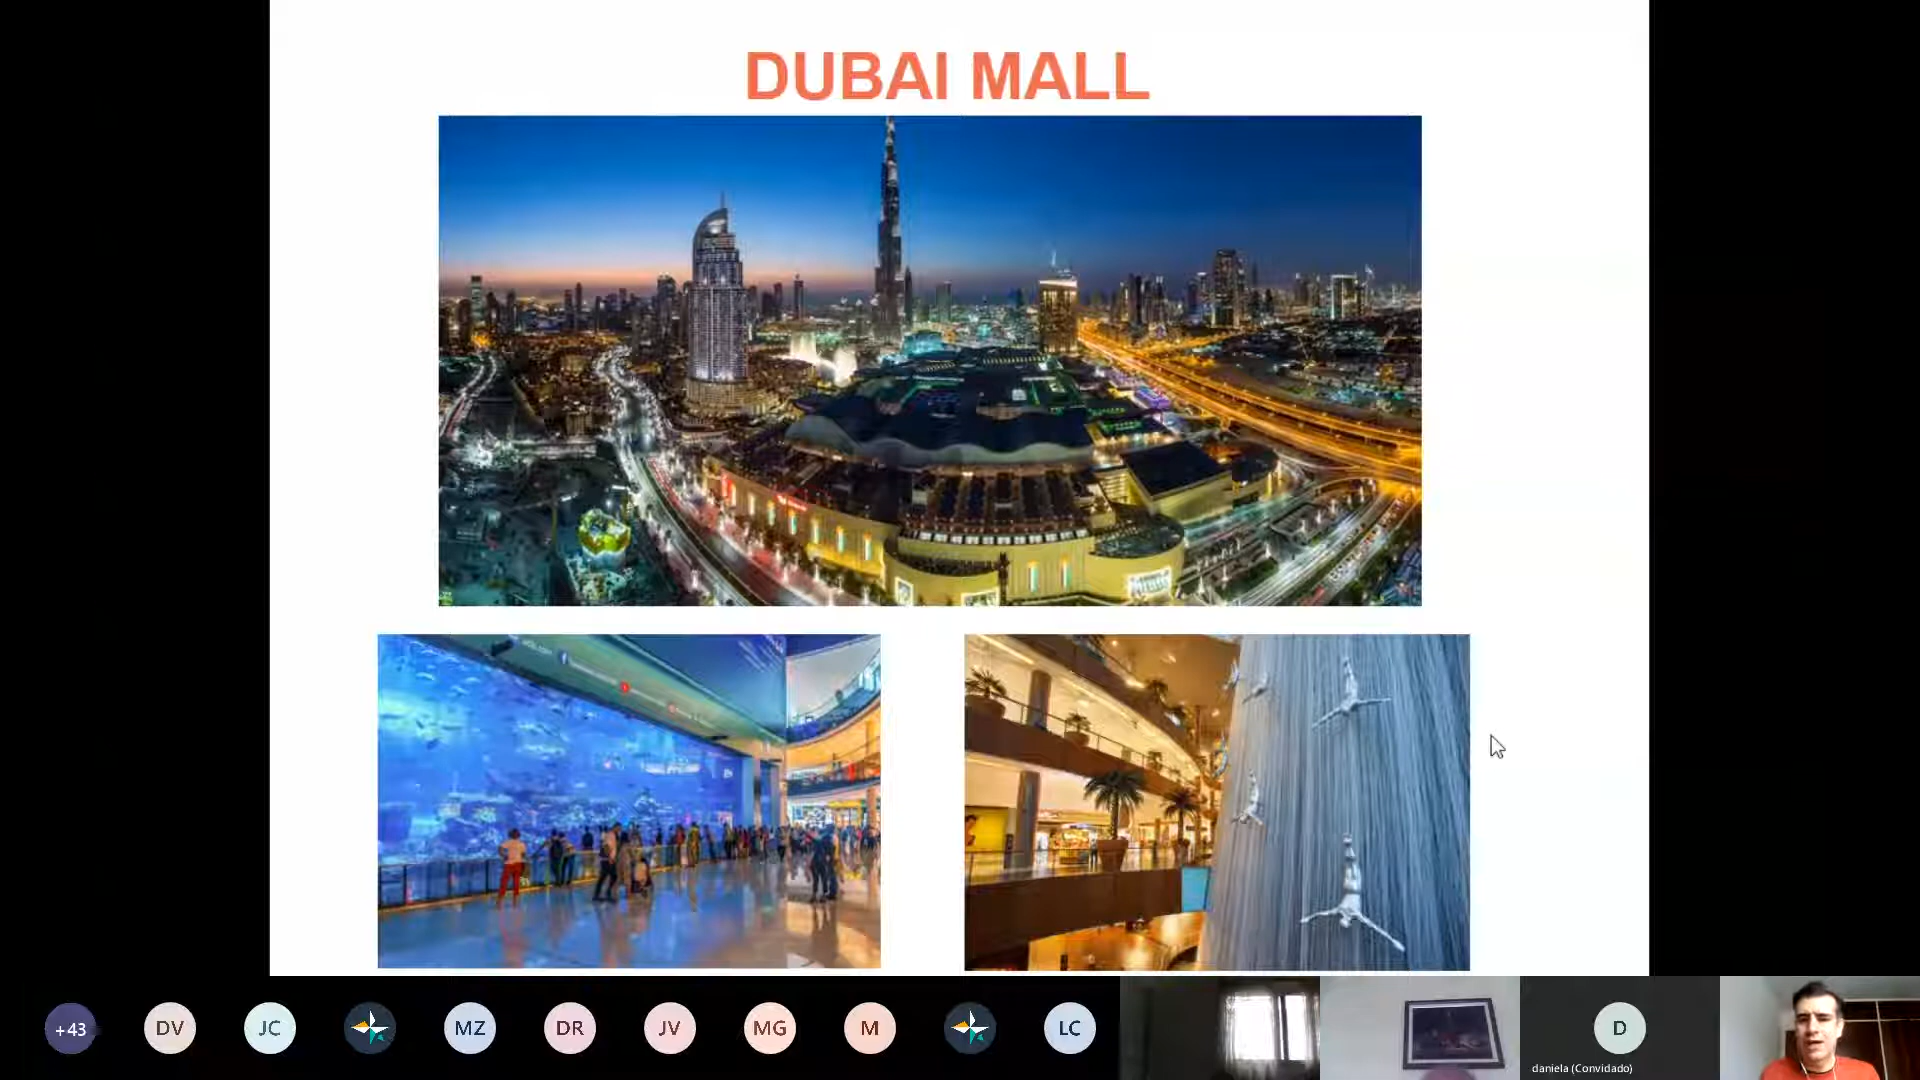 DUBAI MALL
+43
DV
JC
MZ
DR
JV
MG
M
LC
D
daniela (Convidado)